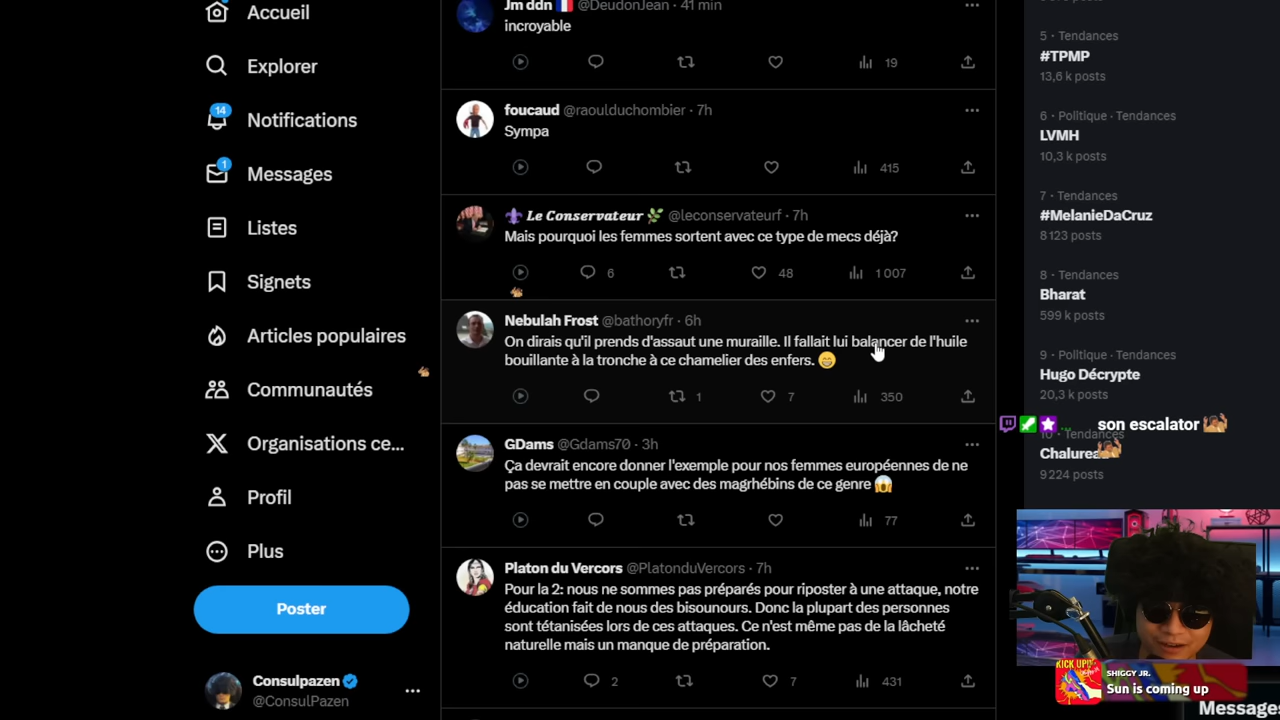 Accueil
Explorer
14
Notifications
1
Messages
Listes
Signets
Articles populaires
Communautés
Organisations ce...
Profil
Plus
Poster
Consulpazen
@ConsulPazen
Jm ddn 🇫🇷 @DeudonJean · 41 min
incroyable
19
foucaud @raoulduchombier · 7h
Sympa
415
⚜️ Le Conservateur 🌿 @leconservateurf · 7h
Mais pourquoi les femmes sortent avec ce type de mecs déjà?
6 48 1 007
Nebulah Frost @bathoryfr · 6h
On dirais qu'il prends d'assaut une muraille. Il fallait lui balancer de l'huile
bouillante à la tronche à ce chamelier des enfers. 😁
1 7 350
GDams @Gdams70 · 3h
Ça devrait encore donner l'exemple pour nos femmes européennes de ne
pas se mettre en couple avec des magrhébins de ce genre 😱
77
Platon du Vercors @PlatonduVercors · 7h
Pour la 2: nous ne sommes pas préparés pour riposter à une attaque, notre
éducation fait de nous des bisounours. Donc la plupart des personnes
sont tétanisées lors de ces attaques. Ce n'est même pas de la lâcheté
naturelle mais un manque de préparation.
2 7 431
5 · Tendances
#TPMP
13,6 k posts
6 · Politique · Tendances
LVMH
10,3 k posts
7 · Tendances
#MelanieDaCruz
8 123 posts
8 · Tendances
Bharat
599 k posts
9 · Politique · Tendances
Hugo Décrypte
20,3 k posts
son escalator
10 · Tendances
9 224 posts
KICK UP!!
SHIGGY JR.
Sun is coming up
Messages